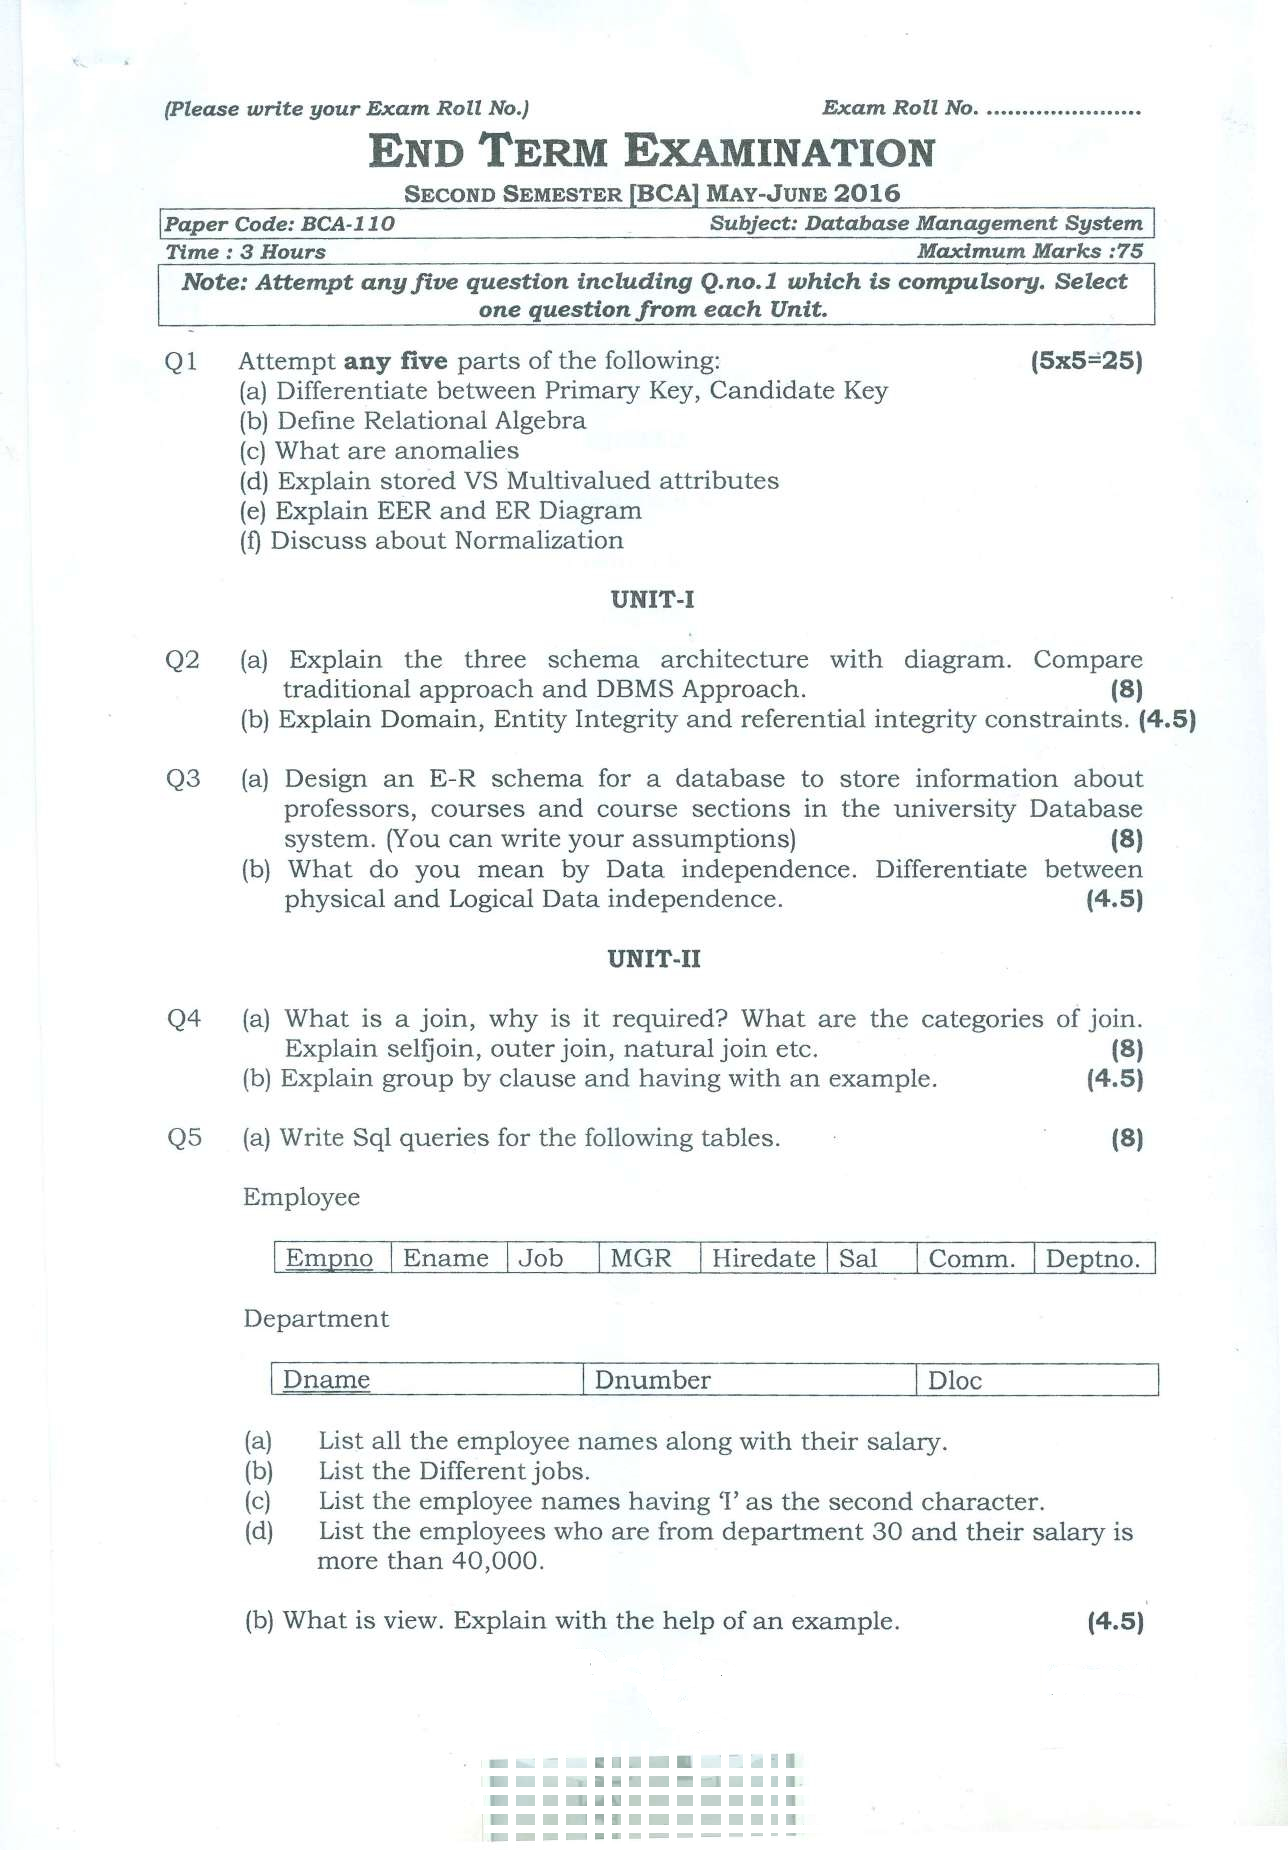 (Please write your Exam Roll No.) Exam Roll No. ......................
END TERM EXAMINATION
SECOND SEMESTER [BCA] MAY-JUNE 2016
Paper Code: BCA-110 Subject: Database Management System
Time : 3 Hours Maximum Marks :75
Note: Attempt any five question including Q.no.1 which is compulsory. Select
one question from each Unit.
Q1 Attempt any five parts of the following: (5x5=25)
(a) Differentiate between Primary Key, Candidate Key
(b) Define Relational Algebra
(c) What are anomalies
(d) Explain stored VS Multivalued attributes
(e) Explain EER and ER Diagram
(f) Discuss about Normalization
UNIT-I
Q2 (a) Explain the three schema architecture with diagram. Compare
traditional approach and DBMS Approach. (8)
(b) Explain Domain, Entity Integrity and referential integrity constraints. (4.5)
Q3 (a) Design an E-R schema for a database to store information about
professors, courses and course sections in the university Database
system. (You can write your assumptions) (8)
(b) What do you mean by Data independence. Differentiate between
physical and Logical Data independence. (4.5)
UNIT-II
Q4 (a) What is a join, why is it required? What are the categories of join.
Explain selfjoin, outer join, natural join etc. (8)
(b) Explain group by clause and having with an example. (4.5)
Q5 (a) Write Sql queries for the following tables. (8)
Employee
Empno Ename Job MGR Hiredate Sal Comm. Deptno.
Department
Dname Dnumber Dloc
(a) List all the employee names along with their salary.
(b) List the Different jobs.
(c) List the employee names having 'I' as the second character.
(d) List the employees who are from department 30 and their salary is
more than 40,000.
(b) What is view. Explain with the help of an example. (4.5)